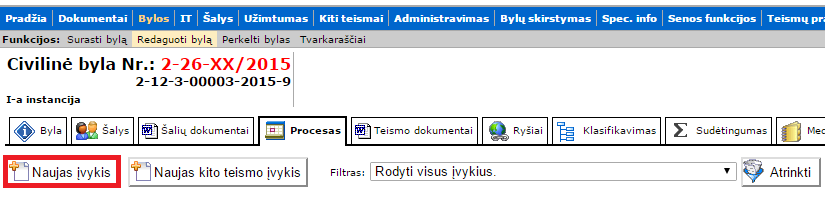 Pradžia Dokumentai Bylos IT Šalys Užimtumas Kiti teismai Administravimas Bylų skirstymas Spec. info Senos funkcijos Teismų pra
Funkcijos: Surasti bylą Redaguoti bylą Perkelti bylas Tvarkaraščiai
Civilinė byla Nr.: 2-26-XX/2015
2-12-3-00003-2015-9
I-a instancija
Byla Šalys Šalių dokumentai Procesas Teismo dokumentai Ryšiai Klasifikavimas Sudėtingumas Med
Naujas įvykis Naujas kito teismo įvykis Filtras: Rodyti visus įvykius. Atrinkti